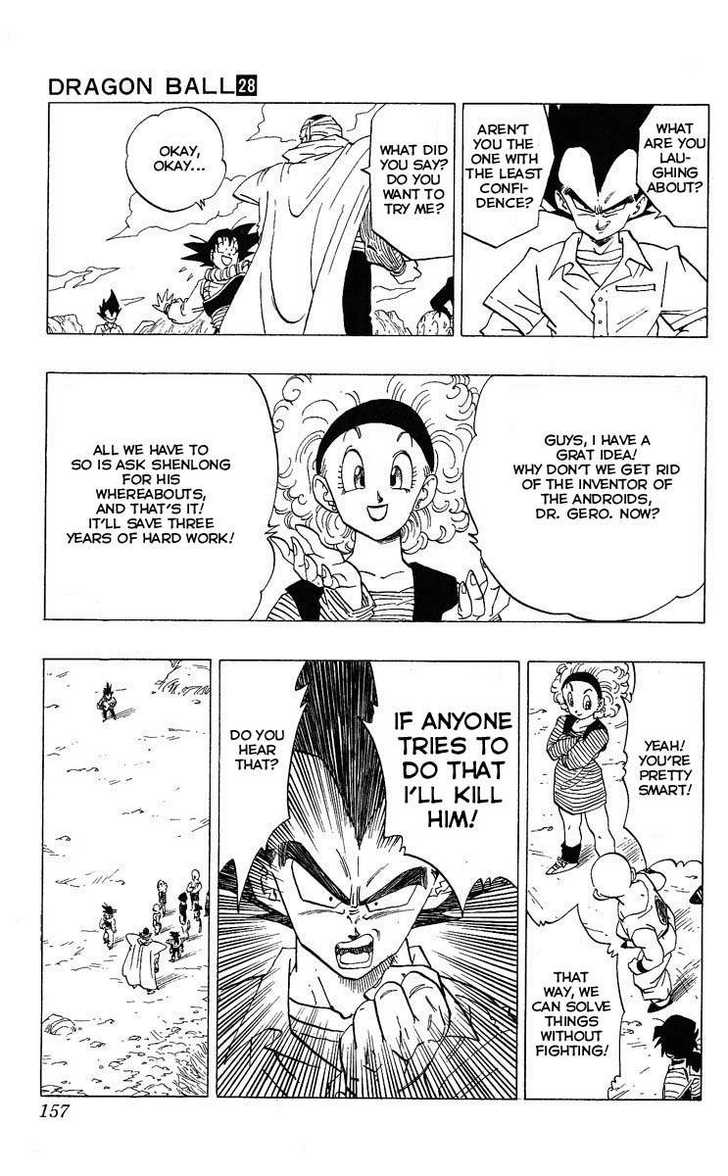 DRAGON BALL 28
WHAT
ARE YOU
LAU-
GHING
ABOUT?
AREN'T
YOU THE
ONE WITH
THE LEAST
CONFI-
DENCE?
WHAT DID
YOU SAY?
DO YOU
WANT TO
TRY ME?
OKAY,
OKAY...
GUYS, I HAVE A
GRAT IDEA!
WHY DON'T WE GET RID
OF THE INVENTOR OF
THE ANDROIDS,
DR. GERO. NOW?
ALL WE HAVE TO
SO IS ASK SHENLONG
FOR HIS
WHEREABOUTS,
AND THAT'S IT!
IT'LL SAVE THREE
YEARS OF HARD WORK!
YEAH!
YOU'RE
PRETTY
SMART!
THAT
WAY, WE
CAN SOLVE
THINGS
WITHOUT
FIGHTING!
IF ANYONE
TRIES TO
DO THAT
I'LL KILL
HIM!
DO YOU
HEAR
THAT?
157